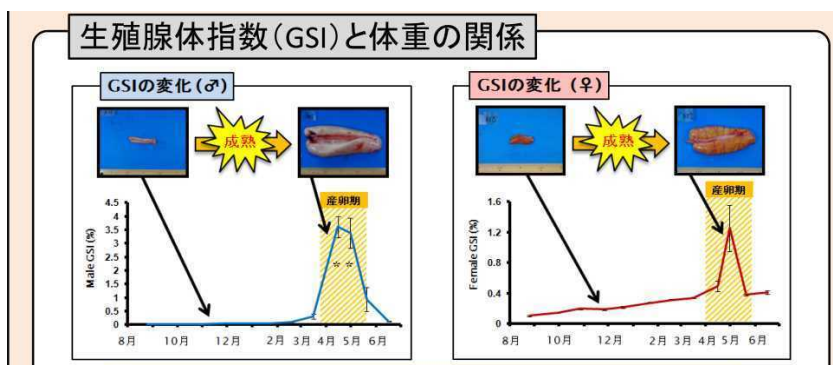 生殖腺体指数(GSI)と体重の関係
GSIの変化(♂)
成熟
産卵期
Male GSI (%)
4.5
4
3.5
3
2.5
2
1.5
1
0.5
0
☆ ☆
8月 10月 12月 2月 3月 4月 5月 6月
GSIの変化 (♀)
成熟
産卵期
Female GSI (%)
1.6
1.2
0.8
0.4
0
8月 10月 12月 2月 3月 4月 5月 6月